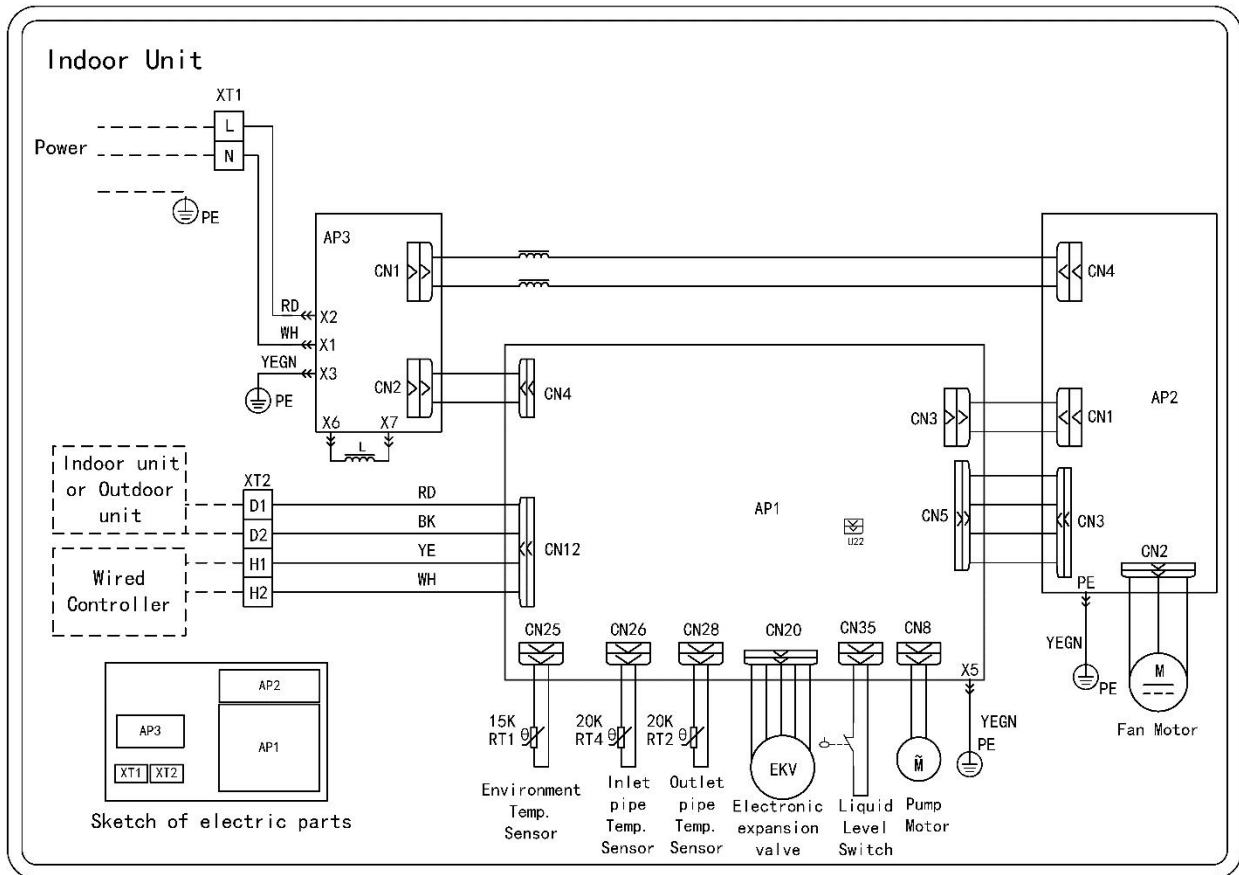 Indoor Unit
XT1
L
Power
N
PE
AP3
CN1
CN4
RD
X2
WH
X1
YEGN
X3
CN2
CN4
PE
X6
X7
L
CN3
CN1
AP2
Indoor unit
or Outdoor
unit
XT2
D1
RD
D2
BK
H1
YE
H2
WH
CN12
Wired
Controller
AP1
U22
CN5
CN3
CN2
PE
YEGN
PE
M
Fan Motor
CN25
CN26
CN28
CN20
CN35
CN8
X5
YEGN
PE
15K
RT1
θ
20K
RT4
θ
20K
RT2
θ
EKV
M
Environment
Temp.
Sensor
Inlet
pipe
Temp.
Sensor
Outlet
pipe
Temp.
Sensor
Electronic
expansion
valve
Liquid
Level
Switch
Pump
Motor
AP2
AP3
AP1
XT1
XT2
Sketch of electric parts